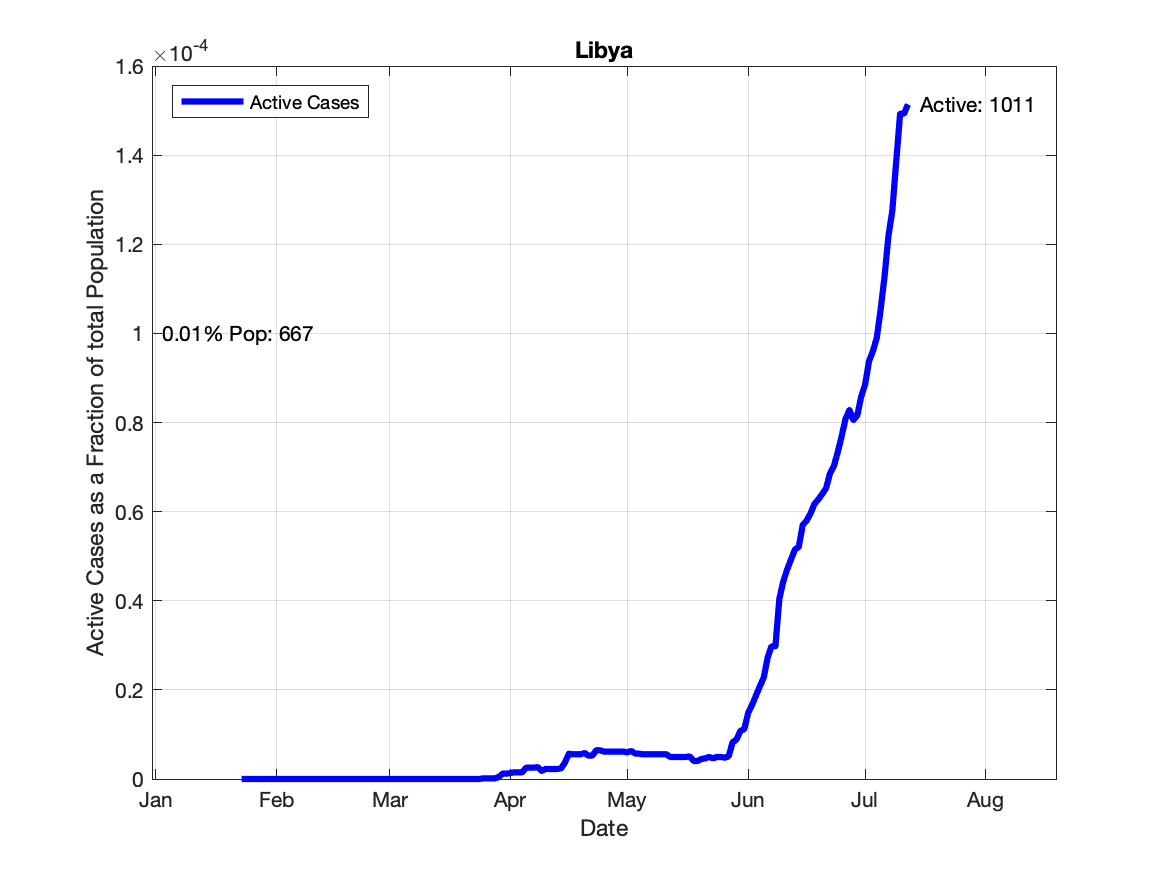 Libya
×10-4
1.6
1.4
1.2
1
0.8
0.6
0.4
0.2
0
Active Cases
Active: 1011
0.01% Pop: 667
Active Cases as a Fraction of total Population
Jan Feb Mar Apr May Jun Jul Aug
Date